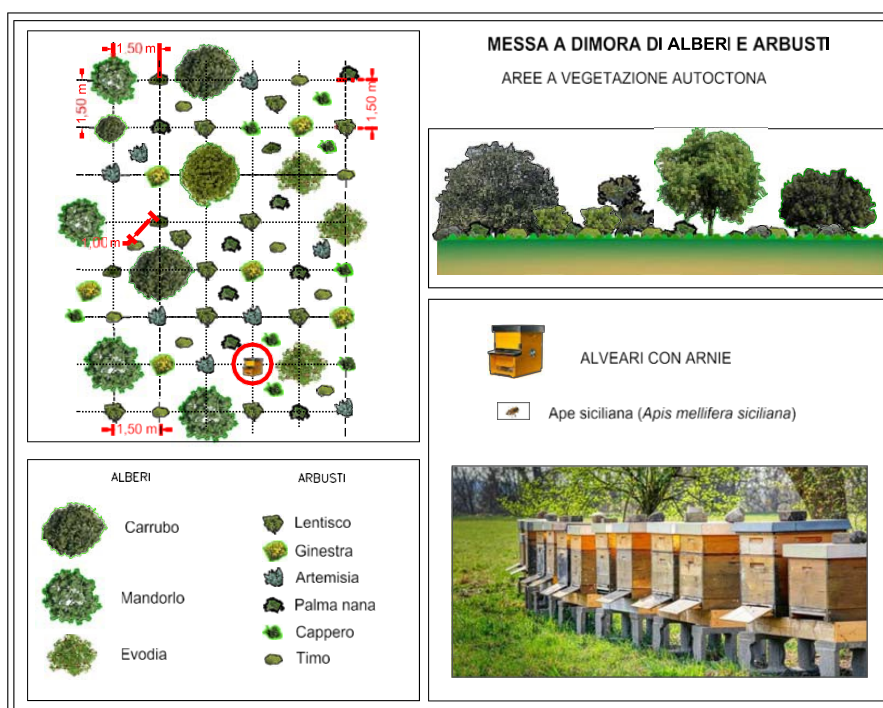 MESSA A DIMORA DI ALBERI E ARBUSTI
AREE A VEGETAZIONE AUTOCTONA
1,50 m
1,50 m
1,50 m
1,00 m
1,50 m
ALVEARI CON ARNIE
Ape siciliana (Apis mellifera siciliana)
ALBERI
Carrubo
Mandorlo
Evodia
ARBUSTI
Lentisco
Ginestra
Artemisia
Palma nana
Cappero
Timo